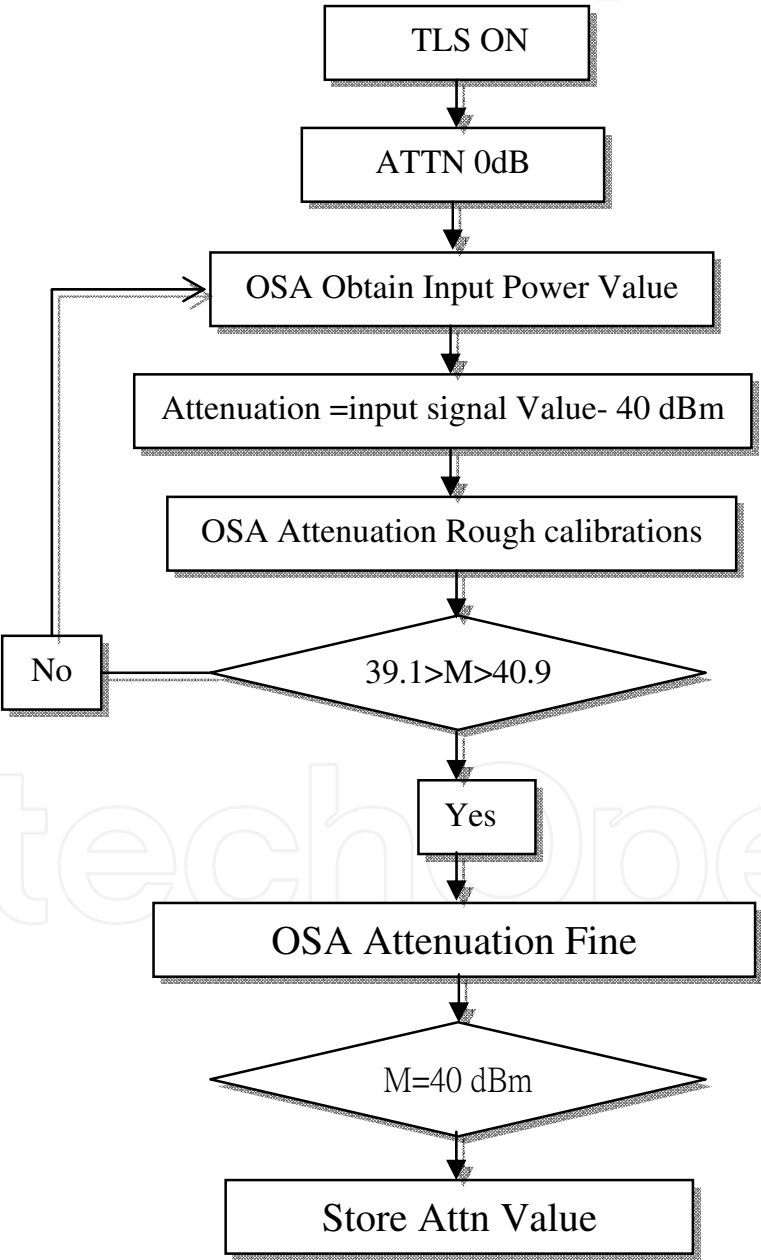 TLS ON
ATTN 0dB
OSA Obtain Input Power Value
Attenuation =input signal Value- 40 dBm
OSA Attenuation Rough calibrations
39.1>M>40.9
No
Yes
OSA Attenuation Fine
M=40 dBm
Store Attn Value